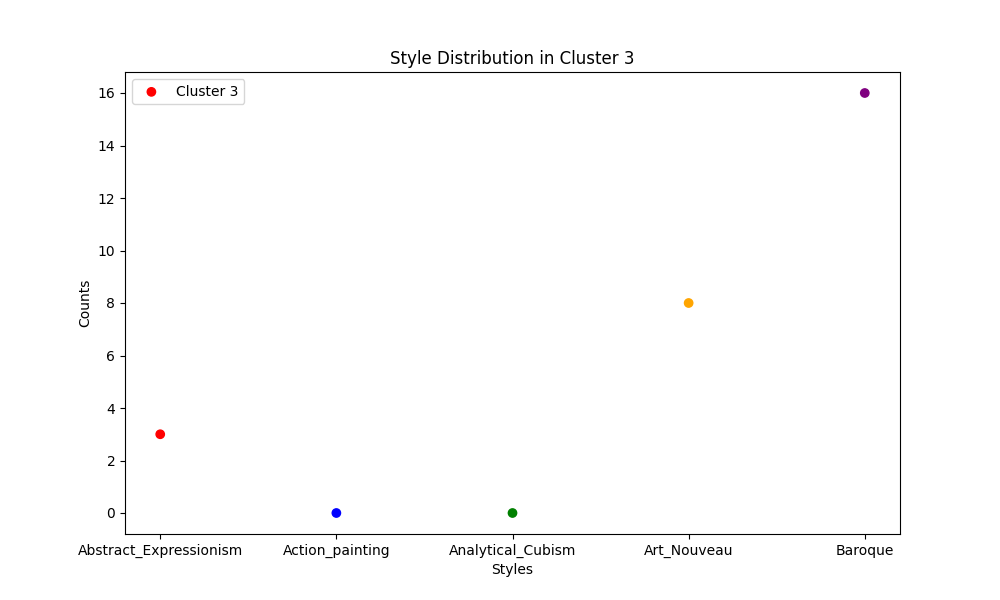 Style Distribution in Cluster 3
Cluster 3
16
14
12
10
8
6
4
2
0
Counts
Abstract_Expressionism Action_painting Analytical_Cubism Art_Nouveau Baroque
Styles